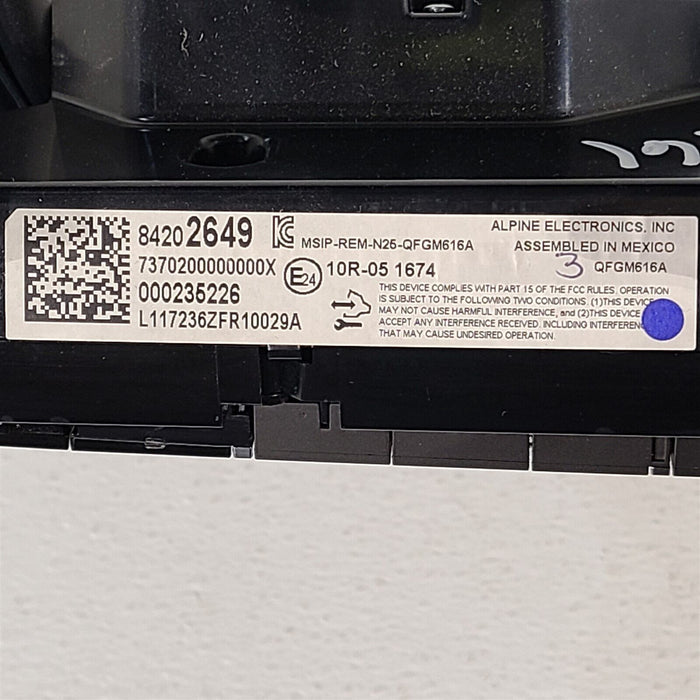 84202649 MSIP-REM-N26-QFGM616A
ALPINE ELECTRONICS, INC
ASSEMBLED IN MEXICO
7370200000000X E24 10R-05 1674
3 QFGM616A
000235226
L117236ZFR10029A
THIS DEVICE COMPLIES WITH PART 15 OF THE FCC RULES. OPERATION
IS SUBJECT TO THE FOLLOWING TWO CONDITIONS. (1)THIS DEVICE
MAY NOT CAUSE HARMFUL INTERFERENCE, and (2)THIS DEVICE
ACCEPT ANY INTERFERENCE RECEIVED, INCLUDING
THAT MAY CAUSE UNDESIRED OPERATION.